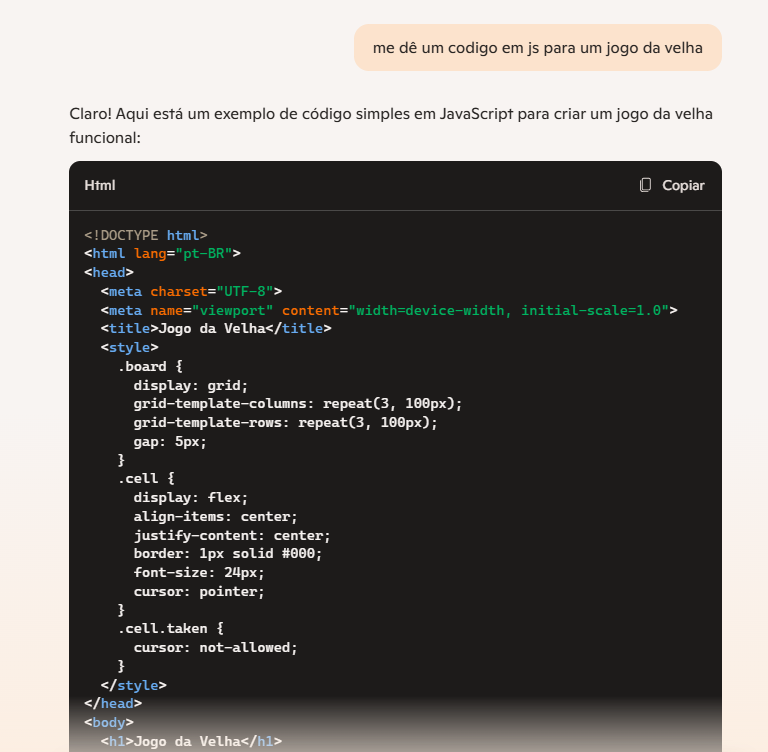 me dê um codigo em js para um jogo da velha
Claro! Aqui está um exemplo de código simples em JavaScript para criar um jogo da velha
funcional:
Html
Copiar
<!DOCTYPE html>
<html lang="pt-BR">
<head>
  <meta charset="UTF-8">
  <meta name="viewport" content="width=device-width, initial-scale=1.0">
  <title>Jogo da Velha</title>
  <style>
    .board {
      display: grid;
      grid-template-columns: repeat(3, 100px);
      grid-template-rows: repeat(3, 100px);
      gap: 5px;
    }
    .cell {
      display: flex;
      align-items: center;
      justify-content: center;
      border: 1px solid #000;
      font-size: 24px;
      cursor: pointer;
    }
    .cell.taken {
      cursor: not-allowed;
    }
  </style>
</head>
<body>
  <h1>Jogo da Velha</h1>